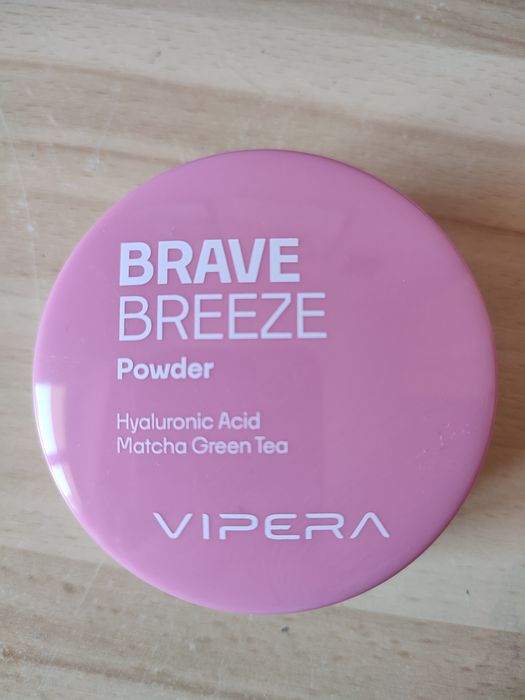 BRAVE
BREEZE
Powder
Hyaluronic Acid
Matcha Green Tea
VIPERA